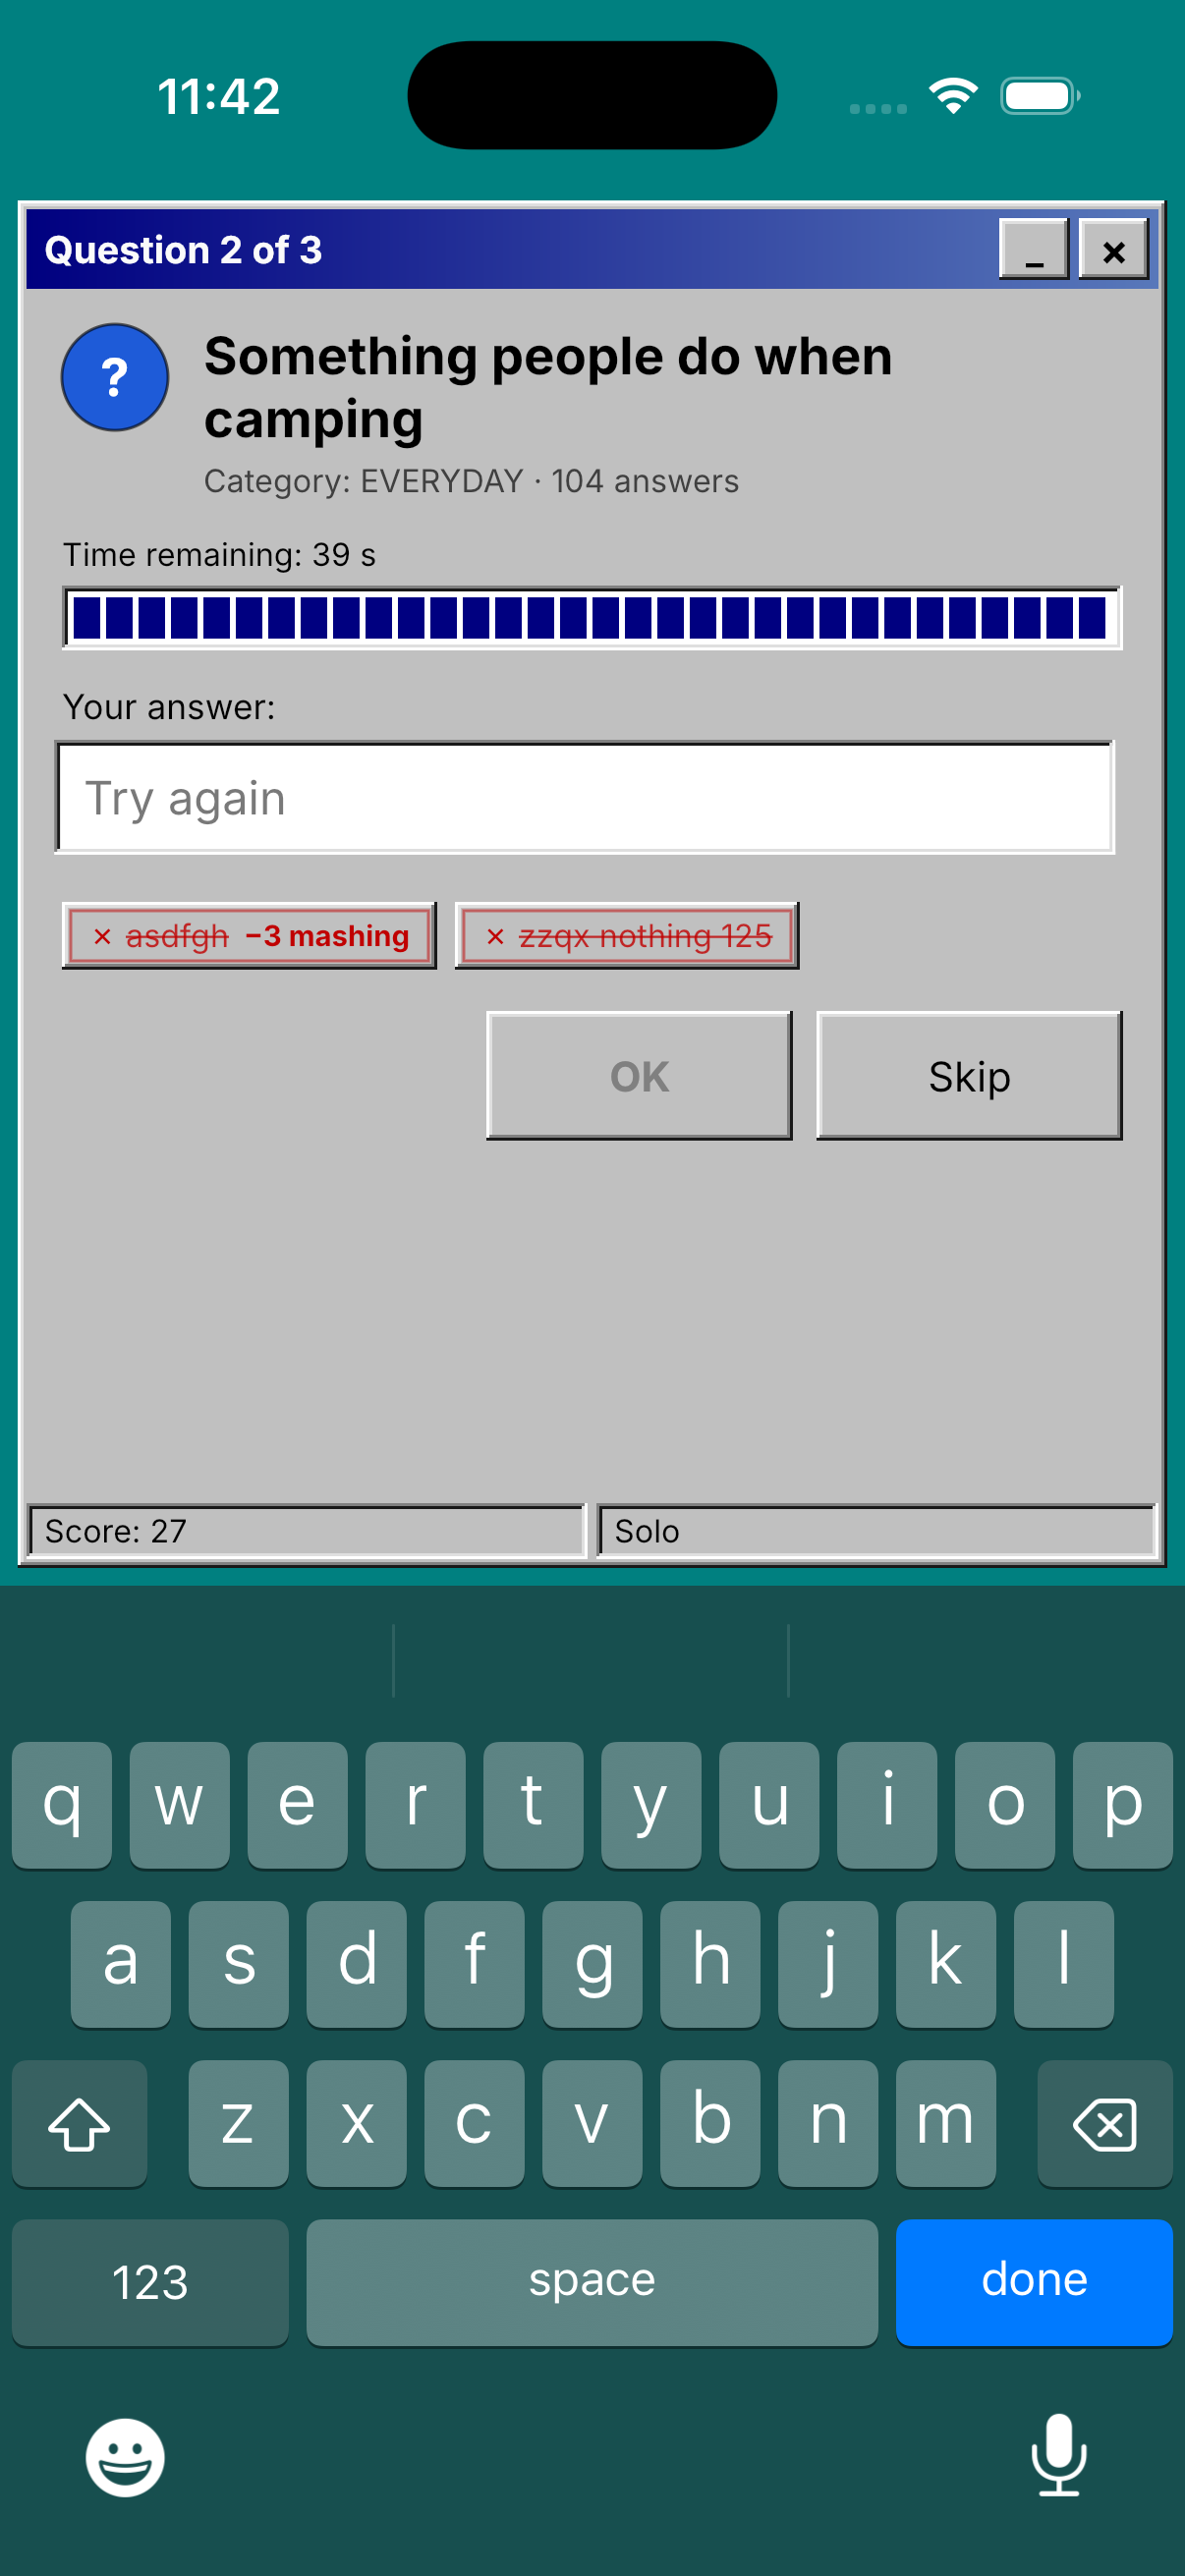 11:42
Question 2 of 3
_ ×
?
Something people do when
camping
Category: EVERYDAY · 104 answers
Time remaining: 39 s
Your answer:
Try again
× asdfgh −3 mashing
× zzqx nothing 125
OK
Skip
Score: 27
Solo
q w e r t y u i o p
a s d f g h j k l
z x c v b n m
123 space done